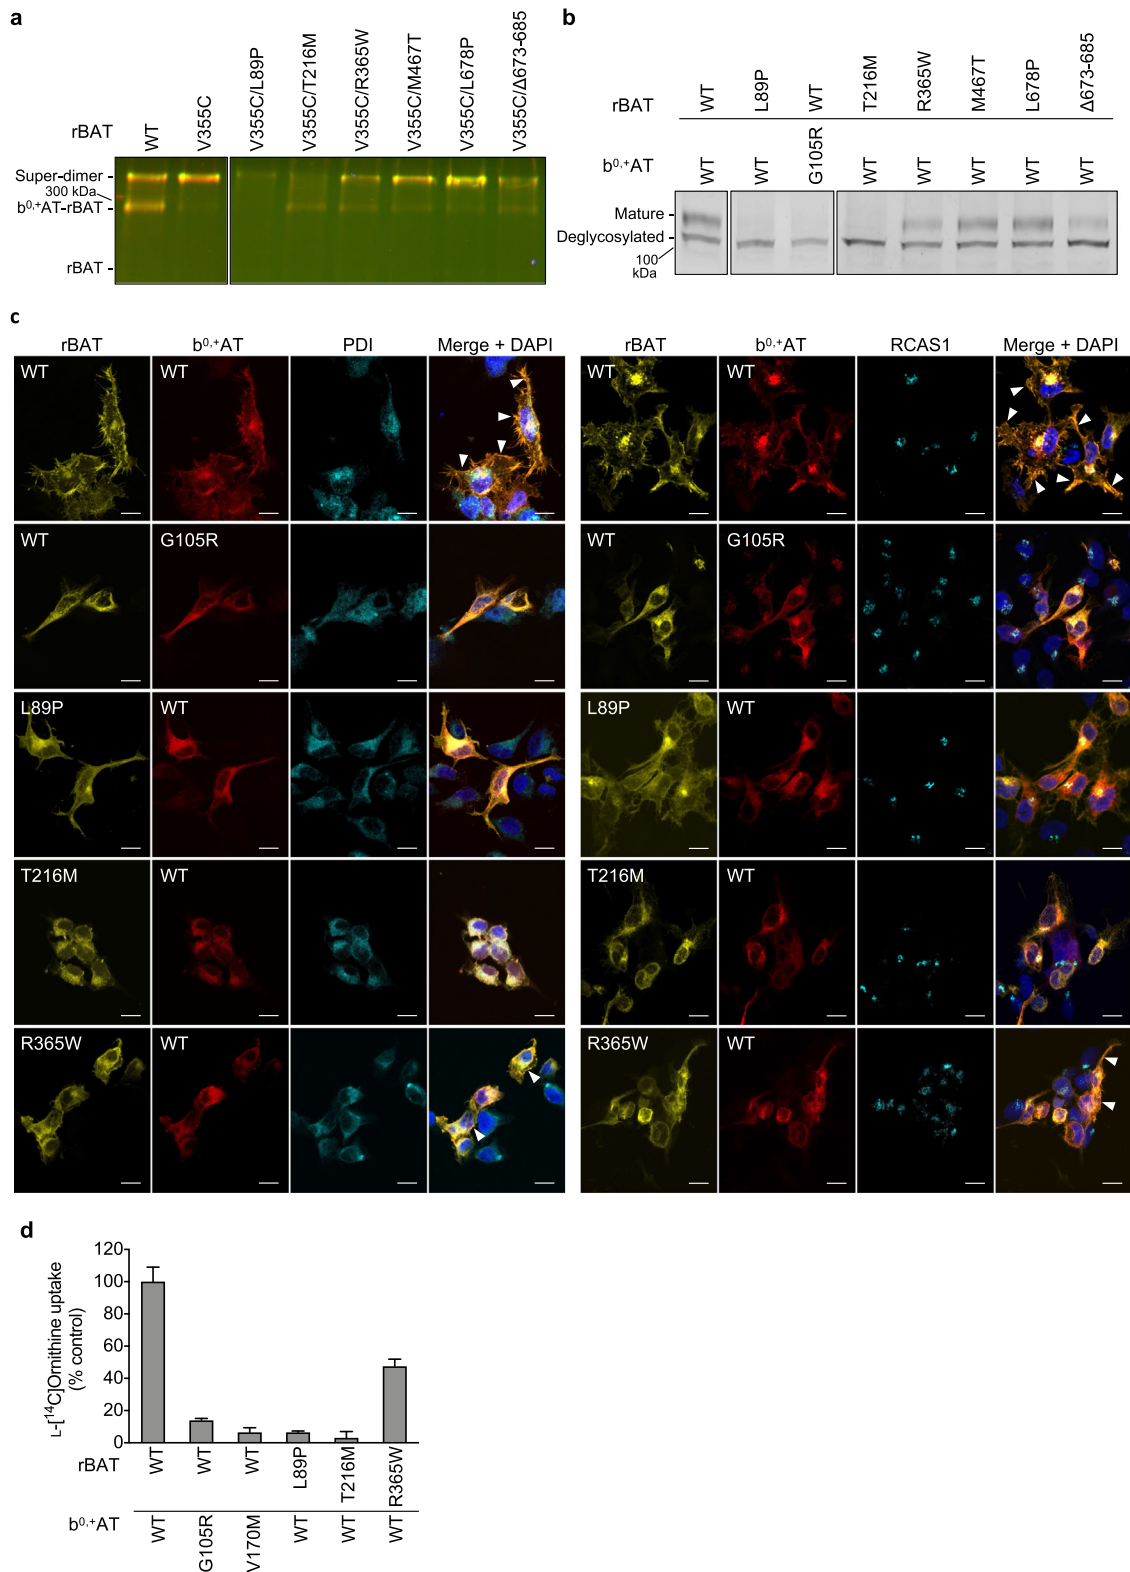 a
rBAT
WT
V355C
V355C/L89P
V355C/T216M
V355C/R365W
V355C/M467T
V355C/L678P
V355C/Δ673-685
Super-dimer
300 kDa
b⁰,⁺AT-rBAT
rBAT
b
rBAT
WT
L89P
WT
T216M
R365W
M467T
L678P
Δ673-685
b⁰,⁺AT
WT
WT
G105R
WT
WT
WT
WT
WT
Mature
Deglycosylated
100
kDa
c
rBAT b⁰,⁺AT PDI Merge + DAPI
WT WT
WT G105R
L89P WT
T216M WT
R365W WT
rBAT b⁰,⁺AT RCAS1 Merge + DAPI
WT WT
WT G105R
L89P WT
T216M WT
R365W WT
d
L-[¹⁴C]Ornithine uptake
(% control)
120
100
80
60
40
20
0
rBAT
WT
WT
WT
L89P
T216M
R365W
b⁰,⁺AT
WT
G105R
V170M
WT
WT
WT